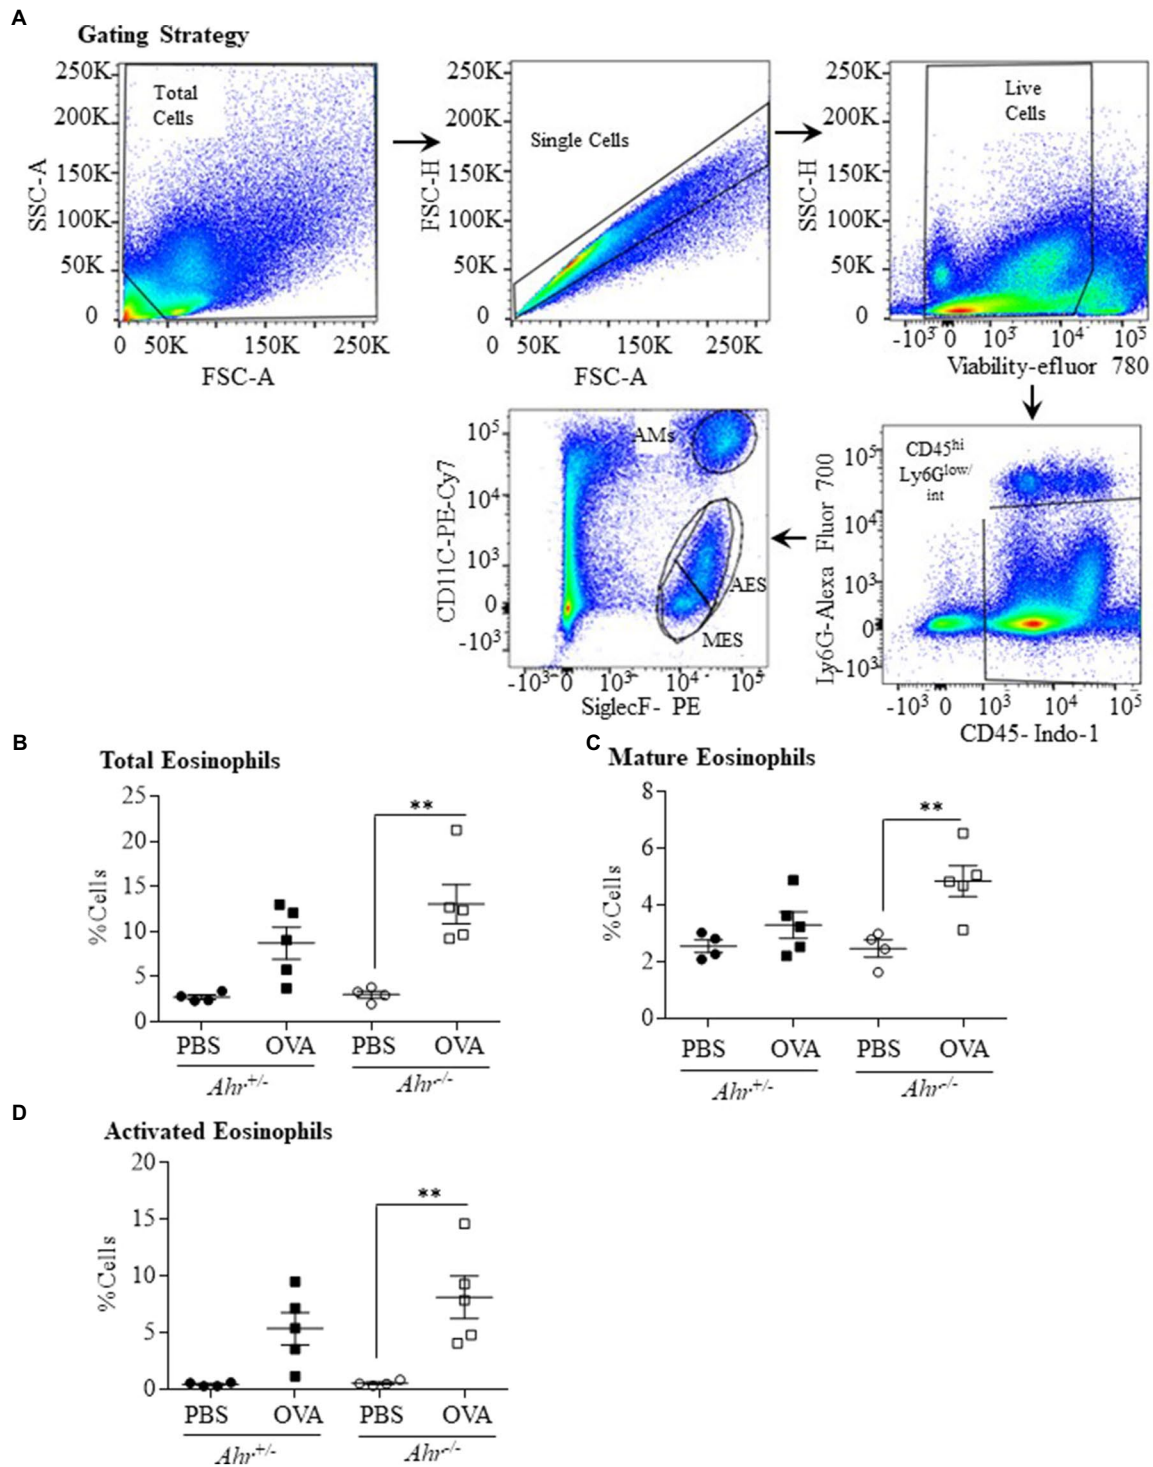 A
Gating Strategy
250K
200K
150K
100K
50K
0
SSC-A
Total
Cells
0 50K 150K 250K
FSC-A
250K
200K
150K
100K
50K
0
FSC-H
Single Cells
0 50K 150K 250K
FSC-A
250K
200K
150K
100K
50K
0
SSC-H
Live
Cells
-10³ 0 10³ 10⁴ 10⁵
Viability-efluor 780
10⁵
10⁴
10³
0
-10³
CD11C-PE-Cy7
AMs
AES
MES
-10³ 0 10³ 10⁴ 10⁵
SiglecF- PE
10⁵
10⁴
10³
0
-10³
Ly6G-Alexa Fluor 700
CD45ʰⁱ
Ly6Gˡᵒʷ/
int
-10³ 0 10³ 10⁴ 10⁵
CD45- Indo-1
B
Total Eosinophils
25
20
15
10
5
0
%Cells
**
PBS OVA PBS OVA
Ahr⁺/⁻ Ahr⁻/⁻
C
Mature Eosinophils
8
6
4
2
0
%Cells
**
PBS OVA PBS OVA
Ahr⁺/⁻ Ahr⁻/⁻
D
Activated Eosinophils
20
15
10
5
0
%Cells
**
PBS OVA PBS OVA
Ahr⁺/⁻ Ahr⁻/⁻